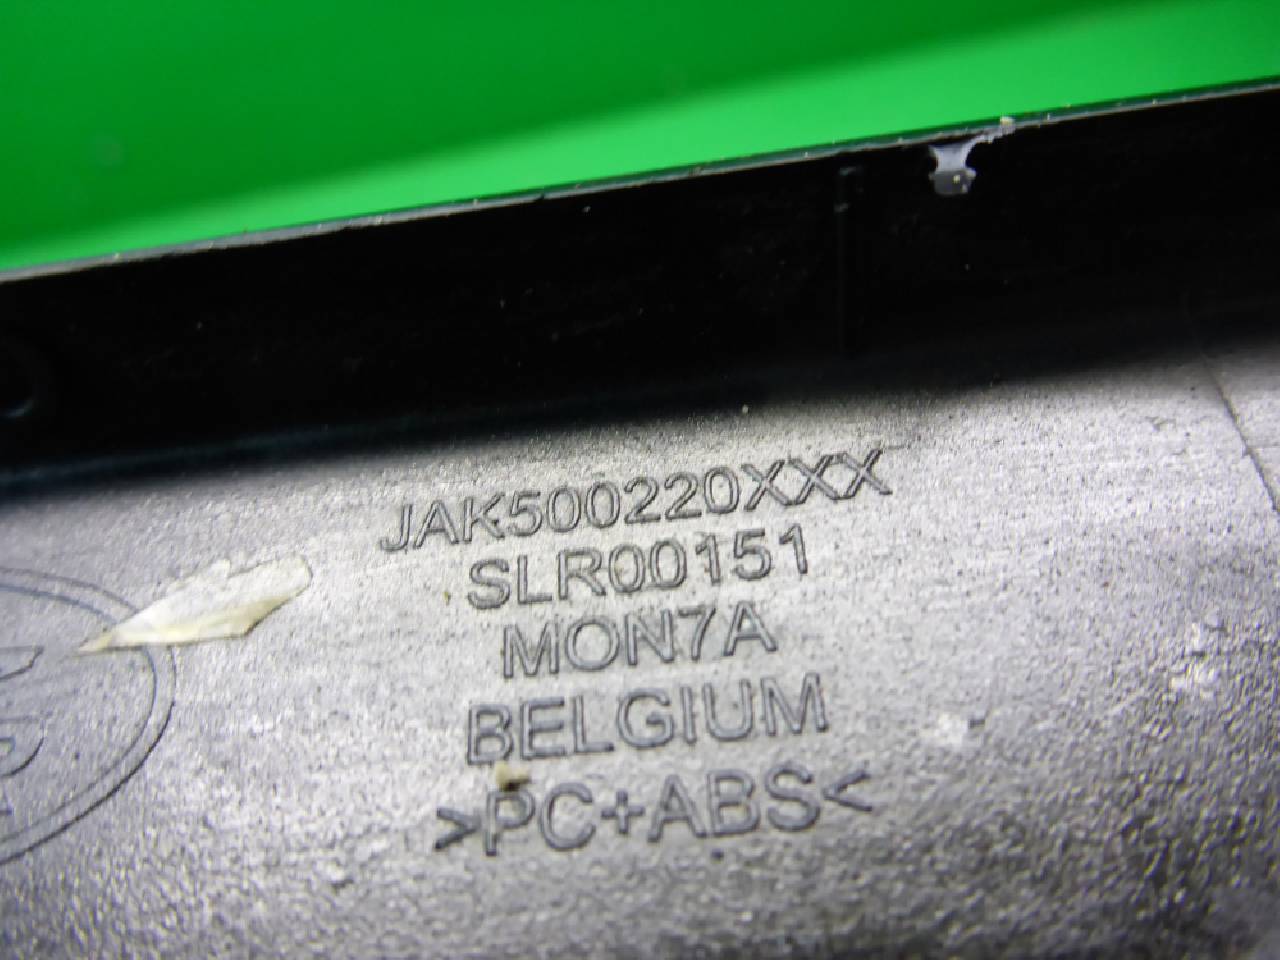 JAK500220XXX
SLR00151
MON7A
BELGIUM
>PC+ABS<